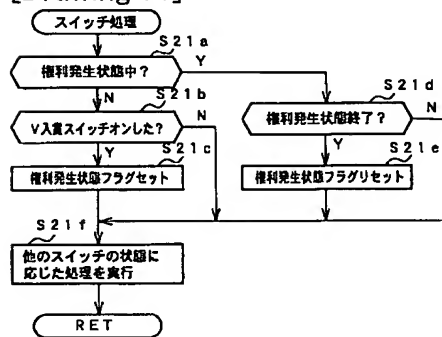 スイッチ処理
S21a
権利発生状態中？
Y
N
S21b
V入賞スイッチオンした？
N
Y
S21c
権利発生状態フラグセット
S21d
権利発生状態終了？
N
Y
S21e
権利発生状態フラグリセット
S21f
他のスイッチの状態に
応じた処理を実行
RET